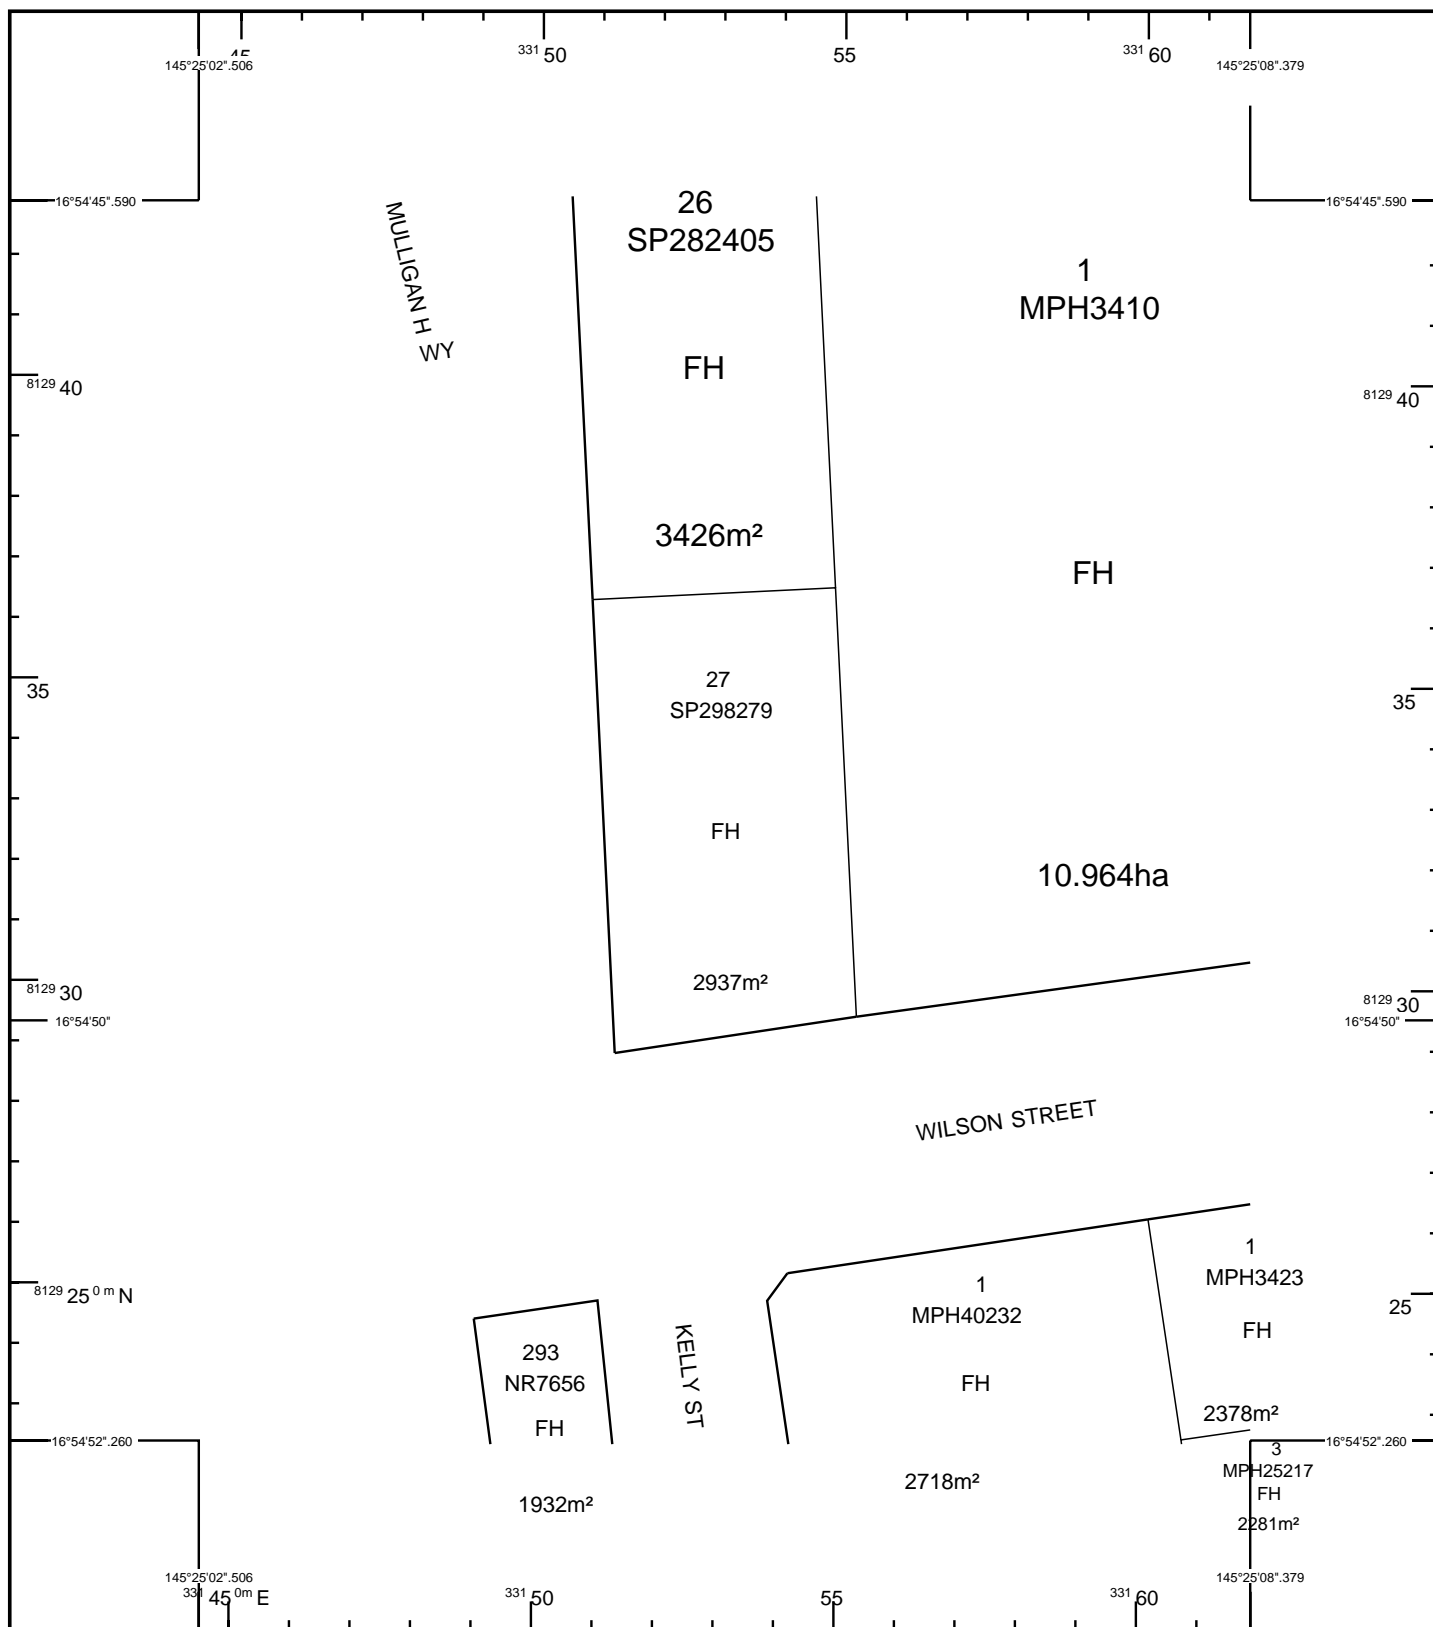 45
331 50
55
331 60
145°25'02".506
145°25'08".379
16°54'45".590
16°54'45".590
MULLIGAN H WY
26
SP282405
FH
3426m²
1
MPH3410
FH
10.964ha
8129 40
8129 40
35
35
27
SP298279
FH
2937m²
8129 30
16°54'50"
8129 30
16°54'50"
WILSON STREET
8129 25 0 m N
25
293
NR7656
FH
1932m²
KELLY ST
1
MPH40232
FH
2718m²
1
MPH3423
FH
2378m²
16°54'52".260
16°54'52".260
3
MPH25217
FH
2281m²
145°25'02".506
145°25'08".379
331 45 0m E
331 50
55
331 60